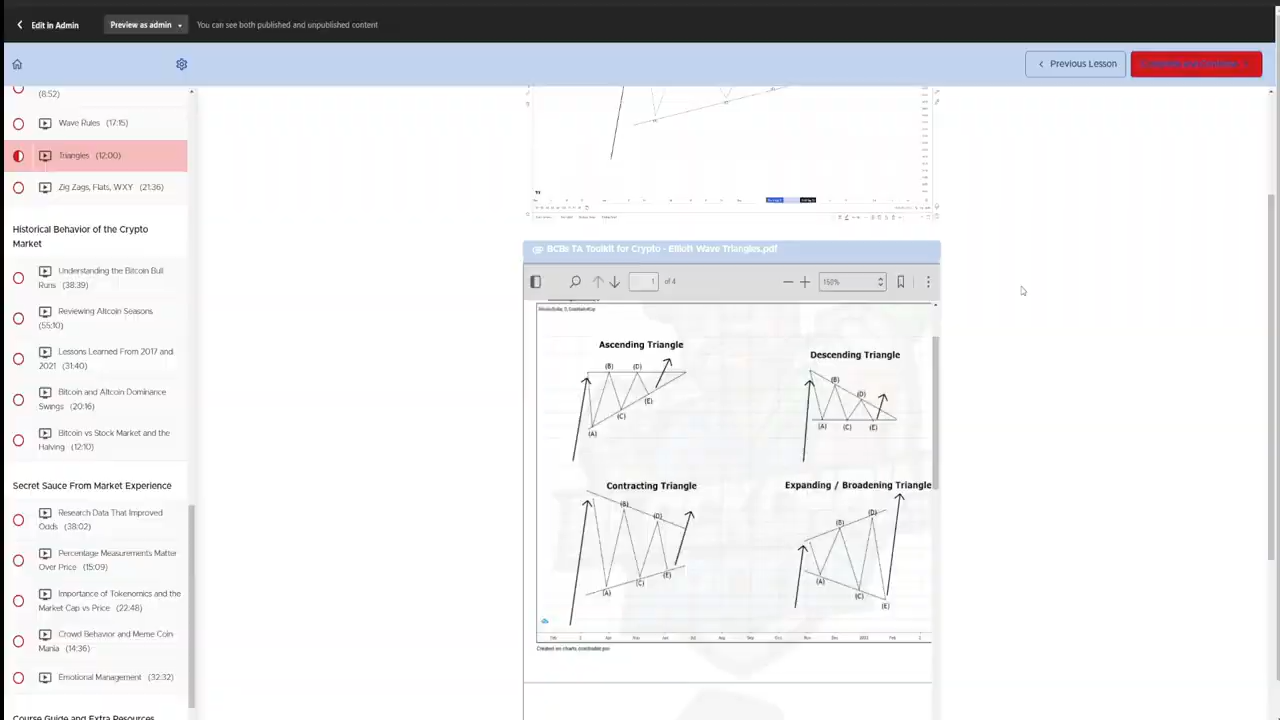 Edit in Admin
Preview as admin
You can see both published and unpublished content
Previous Lesson
(8:52)
Wave Rules (17:15)
Triangles (12:00)
Zig Zags, Flats, WXY (21:36)
Historical Behavior of the Crypto
Market
Understanding the Bitcoin Bull
Runs (38:39)
Reviewing Altcoin Seasons
(55:10)
Lessons Learned From 2017 and
2021 (31:40)
Bitcoin and Altcoin Dominance
Swings (20:16)
Bitcoin vs Stock Market and the
Halving (12:10)
Secret Sauce From Market Experience
Research Data That Improved
Odds (38:02)
Percentage Measurements Matter
Over Price (15:09)
Importance of Tokenomics and the
Market Cap vs Price (22:48)
Crowd Behavior and Meme Coin
Mania (14:36)
Emotional Management (32:32)
Course Guide and Extra Resources
BCBs TA Toolkit for Crypto - Elliott Wave Triangles.pdf
1 of 4
150%
Ascending Triangle
(B) (D)
(E)
(C)
(A)
Descending Triangle
(B)
(D)
(A) (C) (E)
Contracting Triangle
(B)
(D)
(E)
(C)
(A)
Expanding / Broadening Triangle
(D)
(B)
(A)
(C)
(E)